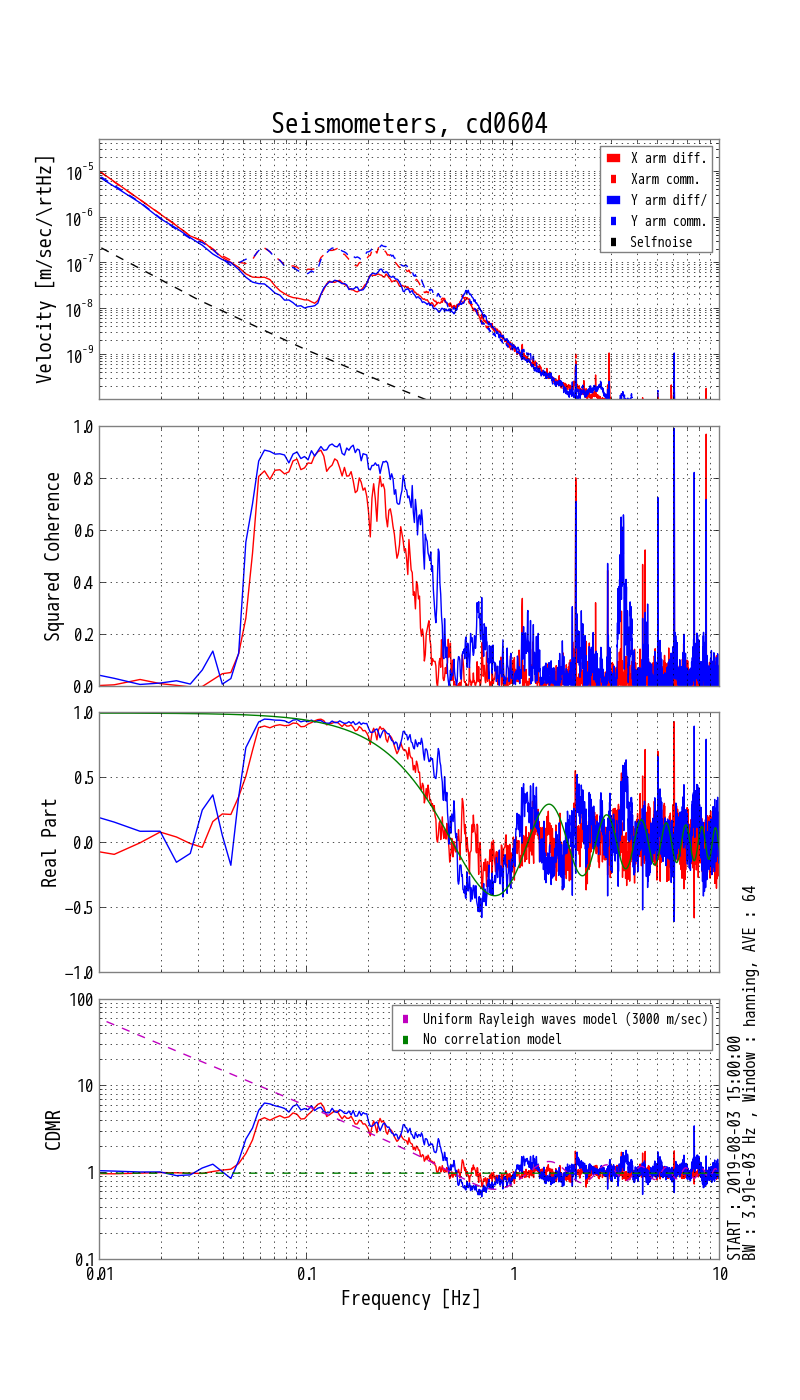 Seismometers, cd0604
Velocity [m/sec/\rtHz]
10^-5
10^-6
10^-7
10^-8
10^-9
X arm diff.
Xarm comm.
Y arm diff/
Y arm comm.
Selfnoise
Squared Coherence
1.0
0.8
0.6
0.4
0.2
0.0
Real Part
1.0
0.5
0.0
−0.5
−1.0
CDMR
100
10
1
0.1
Uniform Rayleigh waves model (3000 m/sec)
No correlation model
0.01
0.1
1
10
Frequency [Hz]
START : 2019-08-03 15:00:00
BW : 3.91e-03 Hz , Window : hanning, AVE : 64